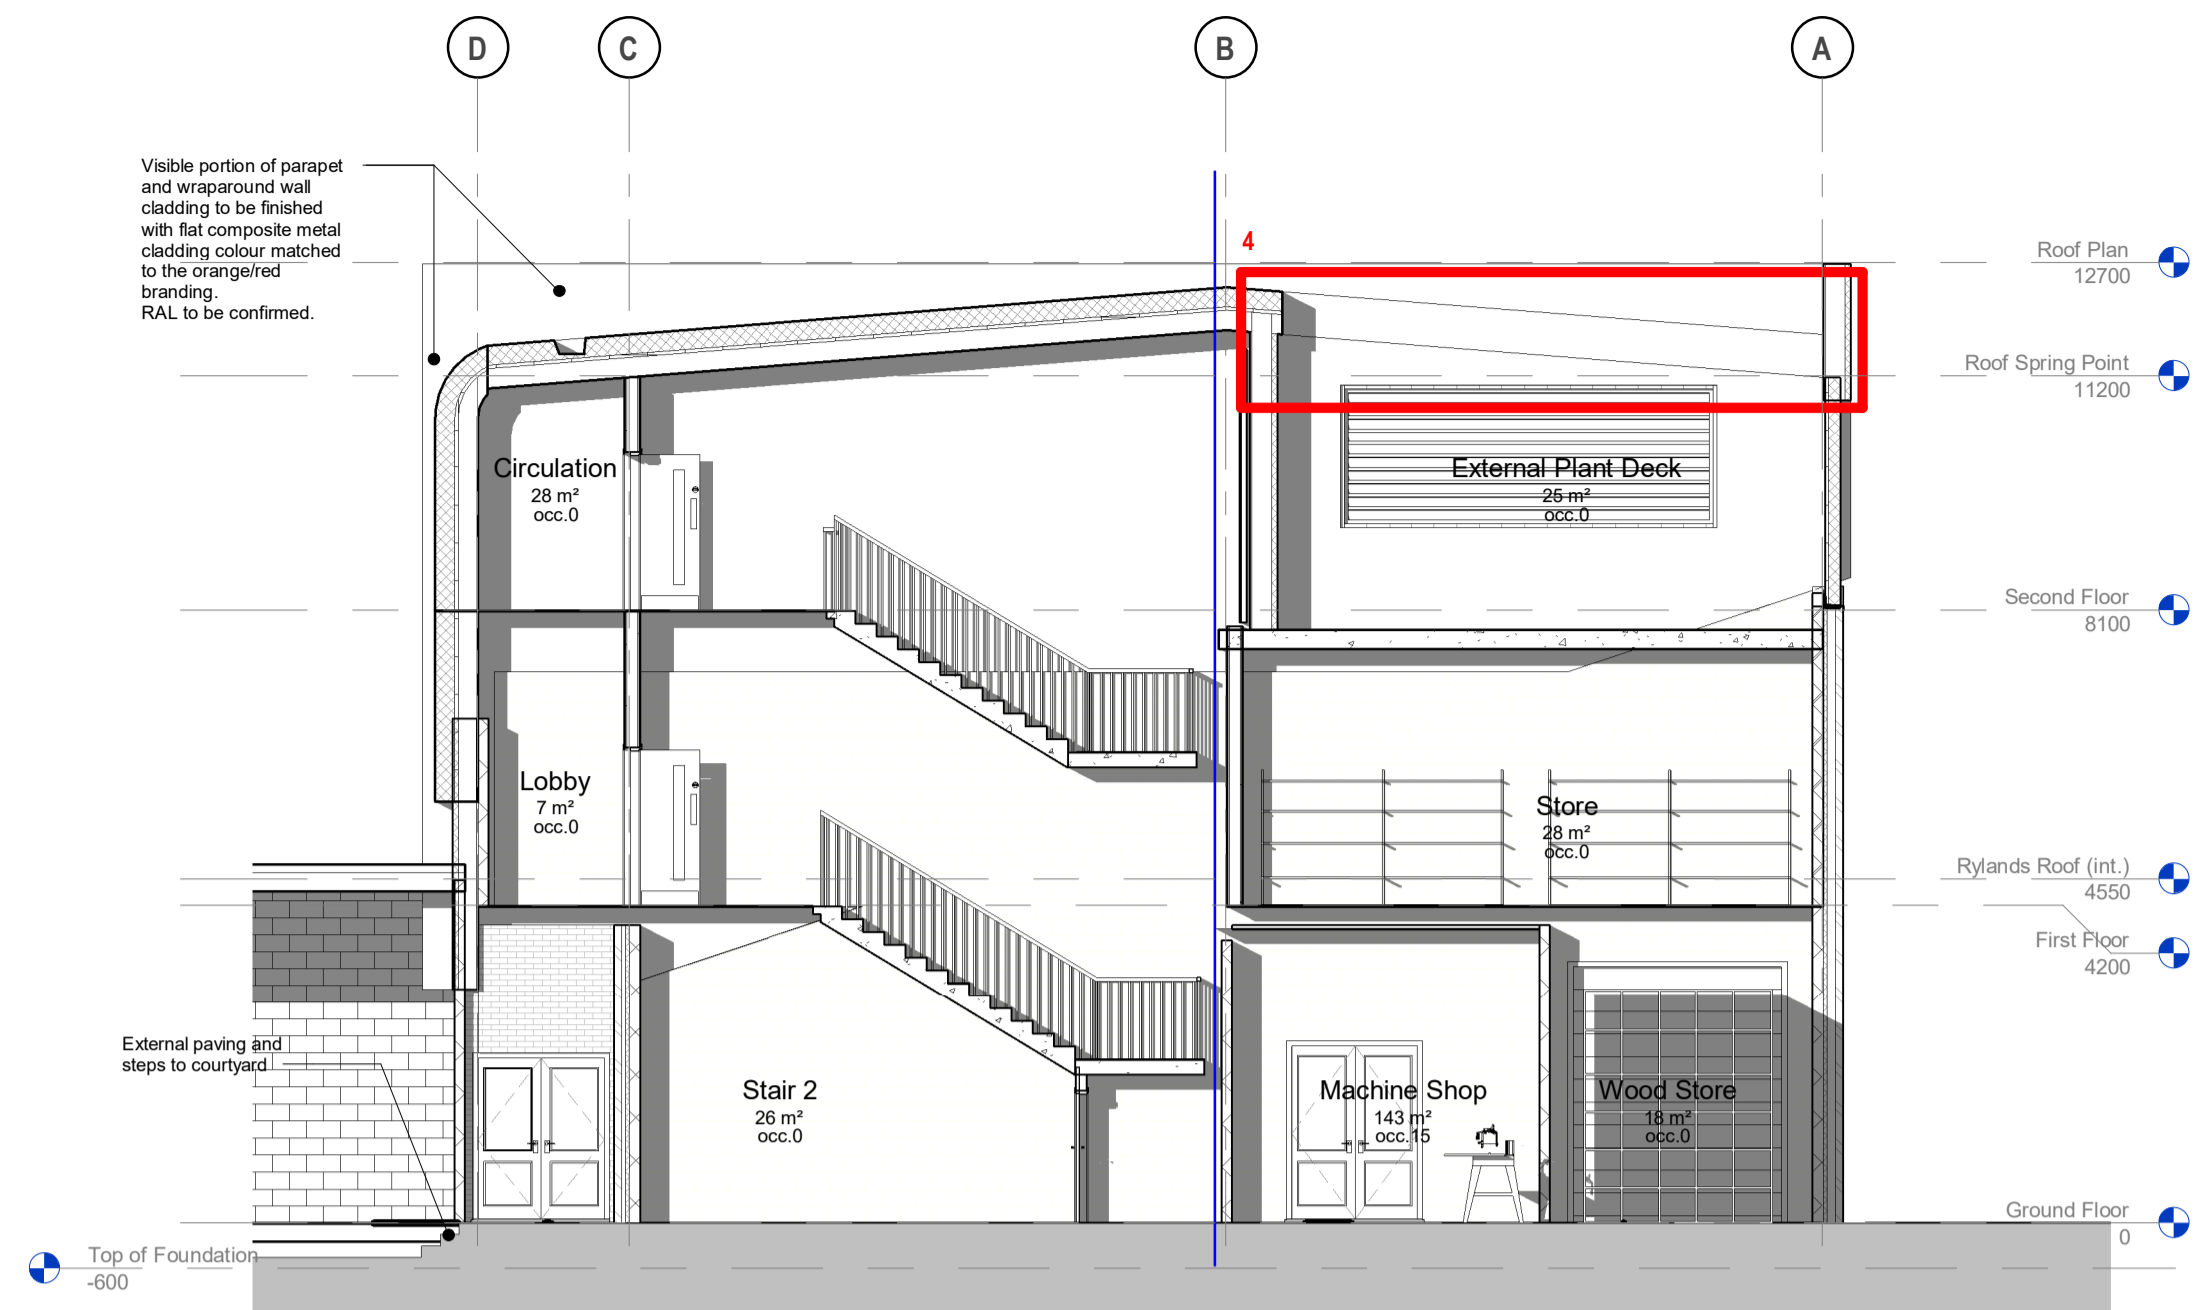 D
C
B
A
Visible portion of parapet
and wraparound wall
cladding to be finished
with flat composite metal
cladding colour matched
to the orange/red
branding.
RAL to be confirmed.
4
Roof Plan
12700
Roof Spring Point
11200
Circulation
28 m²
occ.0
External Plant Deck
25 m²
occ.0
Second Floor
8100
Lobby
7 m²
occ.0
Store
28 m²
occ.0
Rylands Roof (int.)
4550
First Floor
4200
External paving and
steps to courtyard
Stair 2
26 m²
occ.0
Machine Shop
143 m²
occ.15
Wood Store
18 m²
occ.0
Ground Floor
0
Top of Foundation
-600